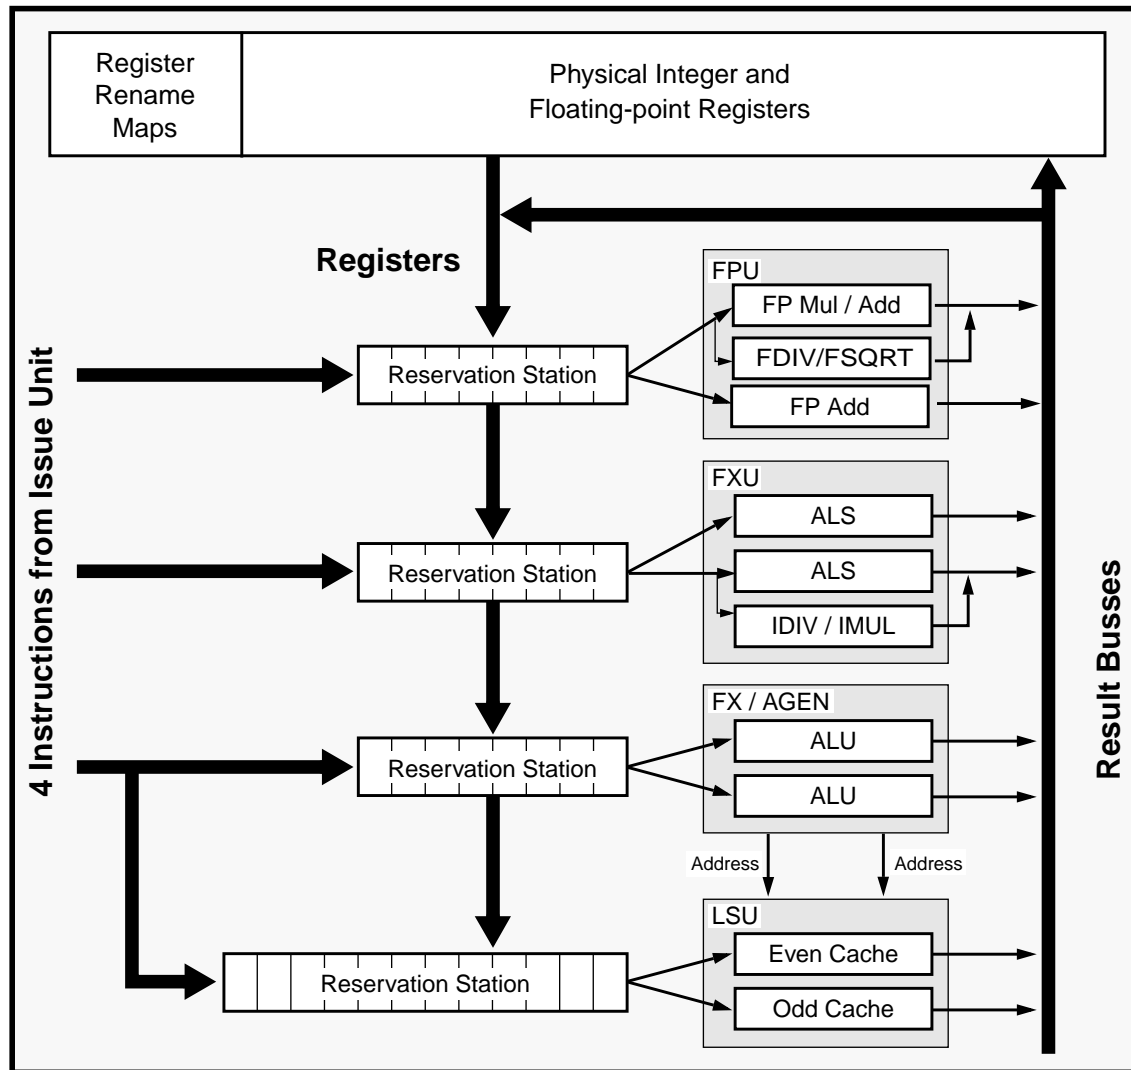 Register
Rename
Maps
Physical Integer and
Floating-point Registers
Registers
4 Instructions from Issue Unit
Result Busses
FPU
FP Mul / Add
FDIV/FSQRT
FP Add
Reservation Station
FXU
ALS
ALS
IDIV / IMUL
Reservation Station
FX / AGEN
ALU
ALU
Reservation Station
Address
Address
LSU
Even Cache
Odd Cache
Reservation Station